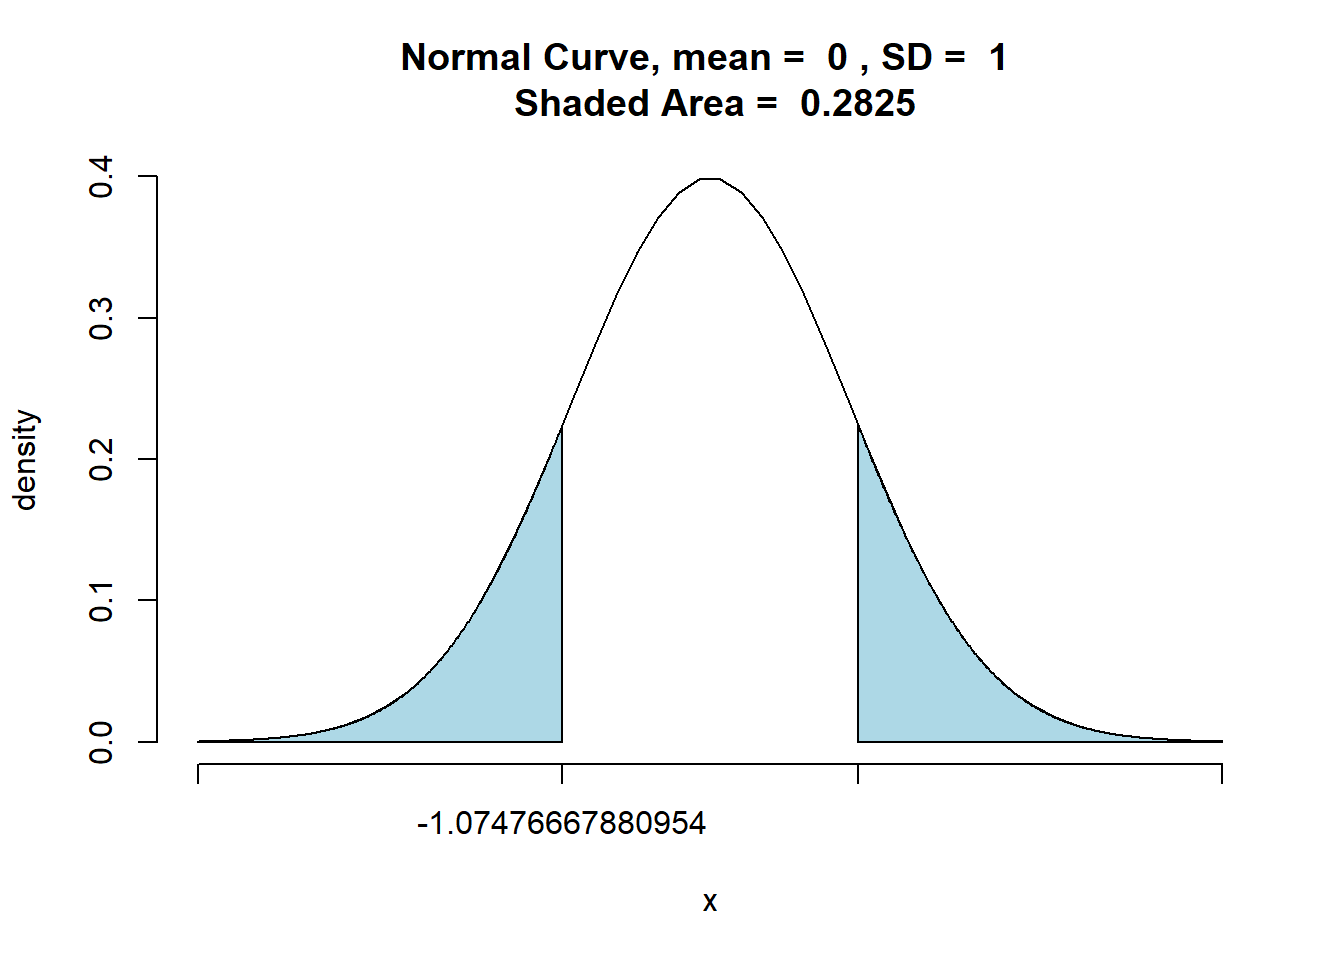 Normal Curve, mean =  0 , SD =  1
Shaded Area =  0.2825
density
0.4
0.3
0.2
0.1
0.0
-1.07476667880954
x